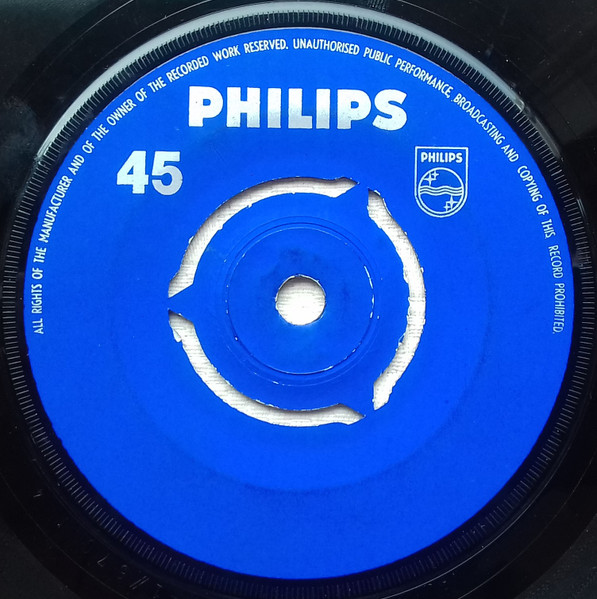 ALL RIGHTS OF THE MANUFACTURER AND OF THE OWNER OF THE RECORDED WORK RESERVED. UNAUTHORISED PUBLIC PERFORMANCE, BROADCASTING AND COPYING OF THIS RECORD PROHIBITED.
PHILIPS
45
PHILIPS